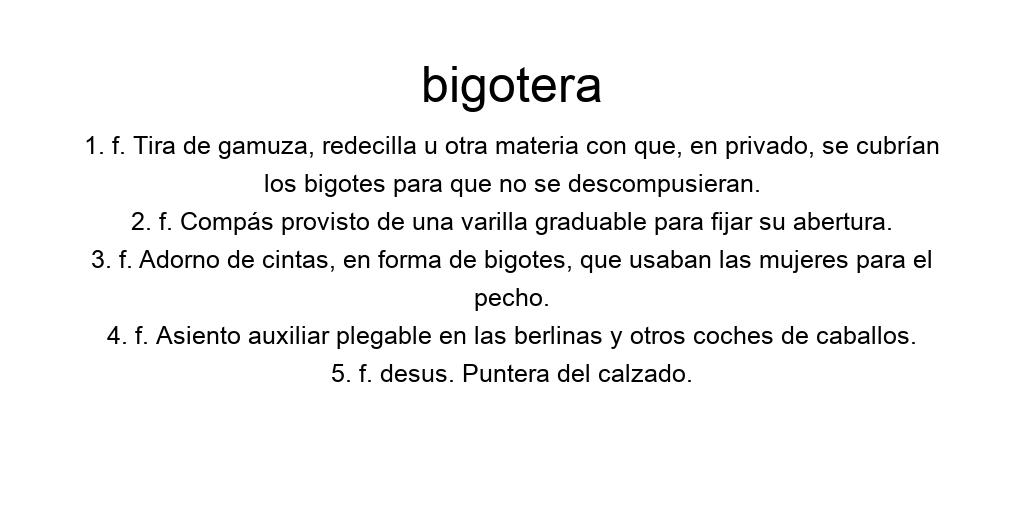 bigotera
1. f. Tira de gamuza, redecilla u otra materia con que, en privado, se cubrían
los bigotes para que no se descompusieran.
2. f. Compás provisto de una varilla graduable para fijar su abertura.
3. f. Adorno de cintas, en forma de bigotes, que usaban las mujeres para el
pecho.
4. f. Asiento auxiliar plegable en las berlinas y otros coches de caballos.
5. f. desus. Puntera del calzado.